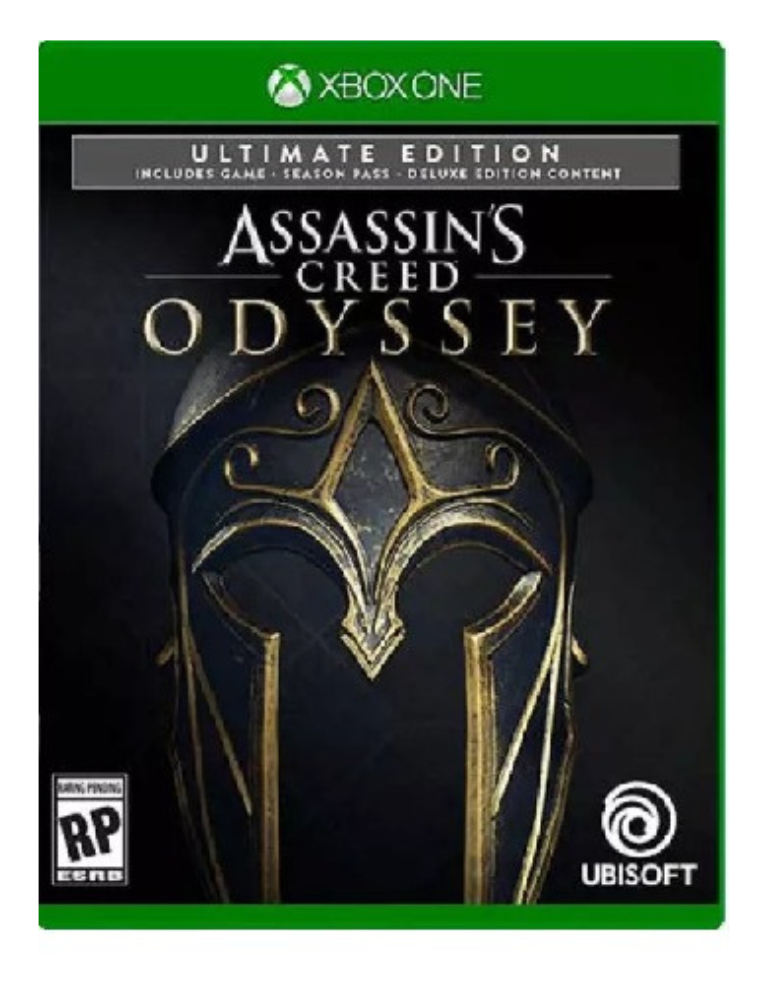 XBOX ONE
ULTIMATE EDITION
INCLUDES GAME • SEASON PASS • DELUXE EDITION CONTENT
ASSASSIN'S
CREED
ODYSSEY
RATING PENDING
RP
ESRB
UBISOFT